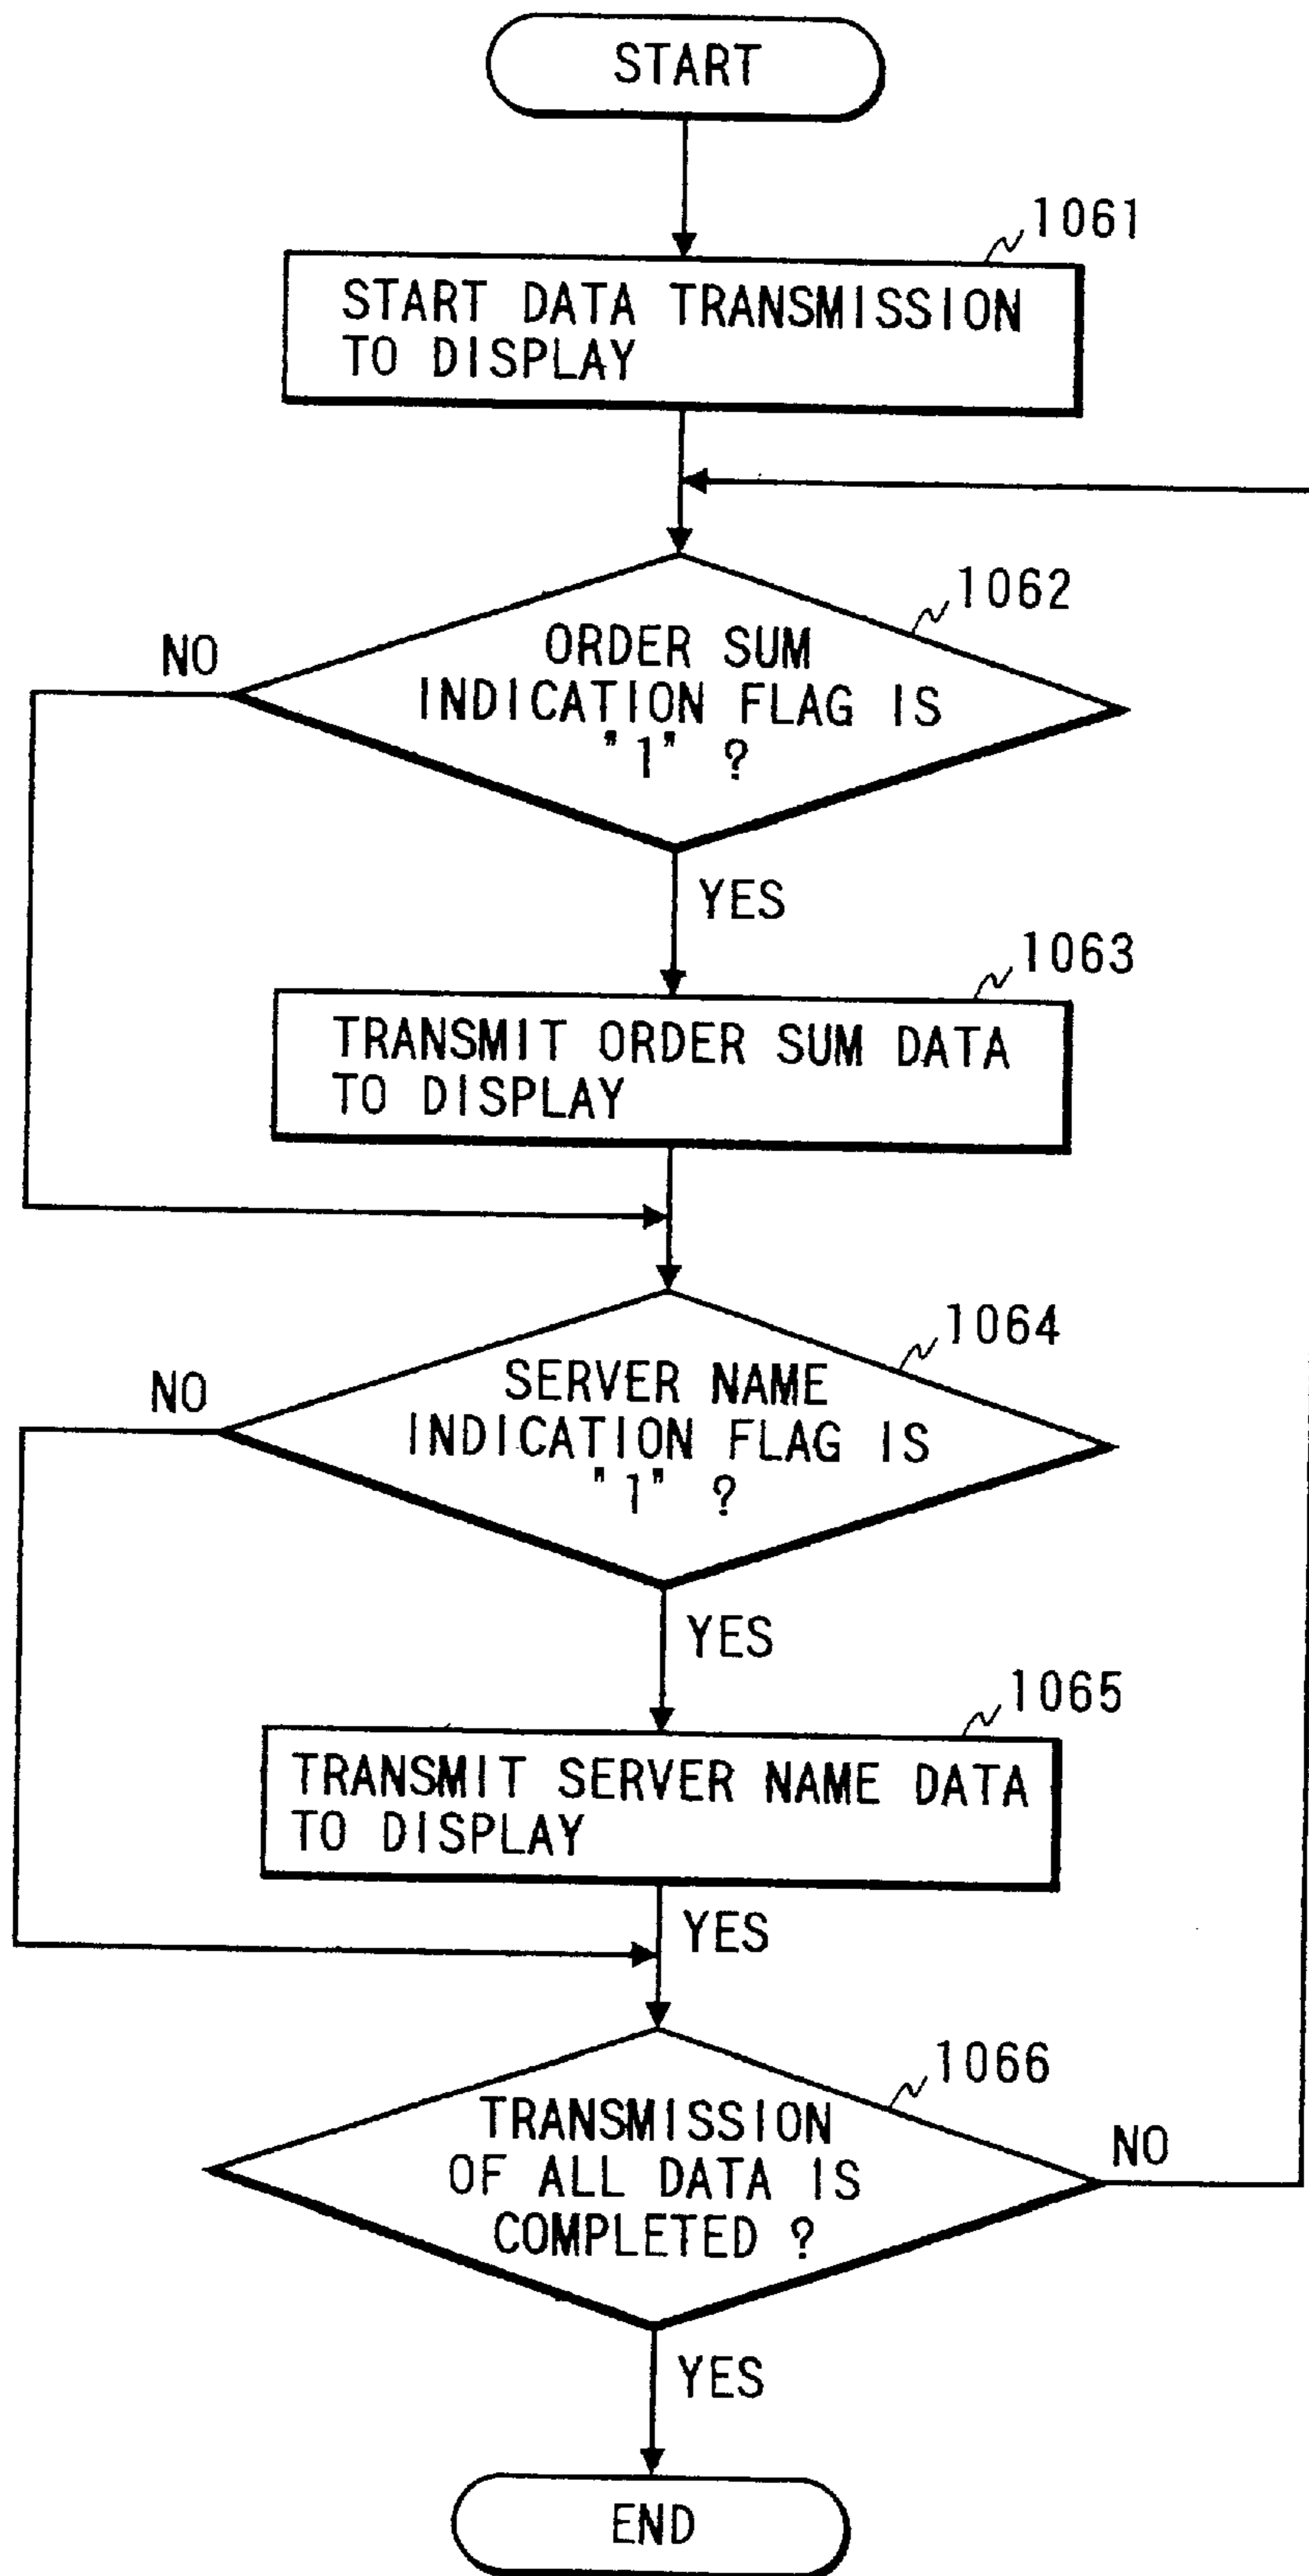 START
1061
START DATA TRANSMISSION
TO DISPLAY
1062
NO
ORDER SUM
INDICATION FLAG IS
"1" ?
YES
1063
TRANSMIT ORDER SUM DATA
TO DISPLAY
1064
NO
SERVER NAME
INDICATION FLAG IS
"1" ?
YES
1065
TRANSMIT SERVER NAME DATA
TO DISPLAY
YES
1066
TRANSMISSION
OF ALL DATA IS
COMPLETED ?
NO
YES
END